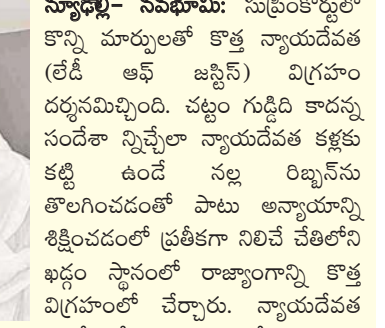 న్యూఢిల్లీ– నవభూమి: సుప్రీంకోర్టులో
కొన్ని మార్పులతో కొత్త న్యాయదేవత
(లేడీ ఆఫ్ జస్టిస్) విగ్రహం
దర్శనమిచ్చింది. చట్టం గుడ్డిది కాదన్న
సందేశా న్నిచ్చేలా న్యాయదేవత కళ్లకు
కట్టి ఉండే నల్ల రిబ్బన్‌ను
తొలగించడంతో పాటు అన్యాయాన్ని
శిక్షించడంలో ప్రతీకగా నిలిచే చేతిలోని
ఖడ్గం స్థానంలో రాజ్యాంగాన్ని కొత్త
విగ్రహంలో చేర్చారు. న్యాయదేవత